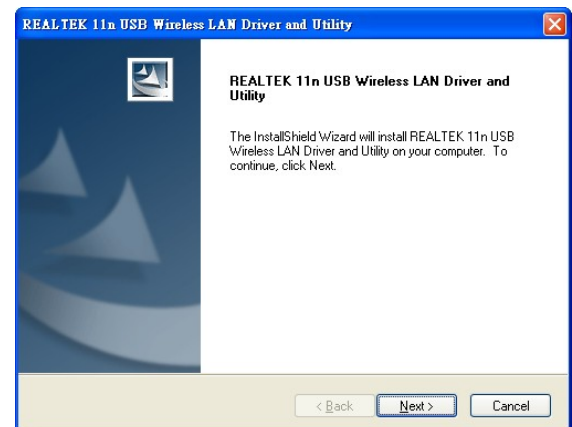 REALTEK 11n USB Wireless LAN Driver and Utility
REALTEK 11n USB Wireless LAN Driver and
Utility
The InstallShield Wizard will install REALTEK 11n USB
Wireless LAN Driver and Utility on your computer. To
continue, click Next.
< Back Next > Cancel